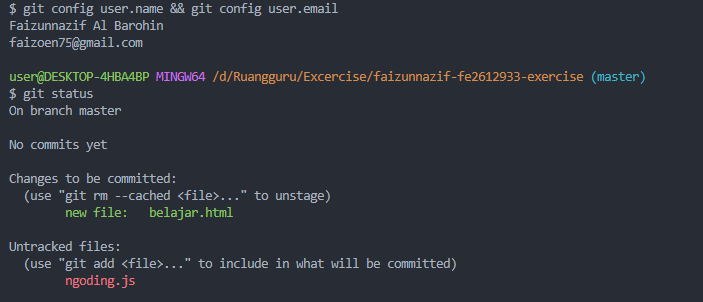 $ git config user.name && git config user.email
Faizunnazif Al Barohin
faizoen75@gmail.com
user@DESKTOP-4HBA4BP MINGW64 /d/Ruangguru/Excercise/faizunnazif-fe2612933-exercise (master)
$ git status
On branch master
No commits yet
Changes to be committed:
(use "git rm --cached <file>..." to unstage)
new file: belajar.html
Untracked files:
(use "git add <file>..." to include in what will be committed)
ngoding.js